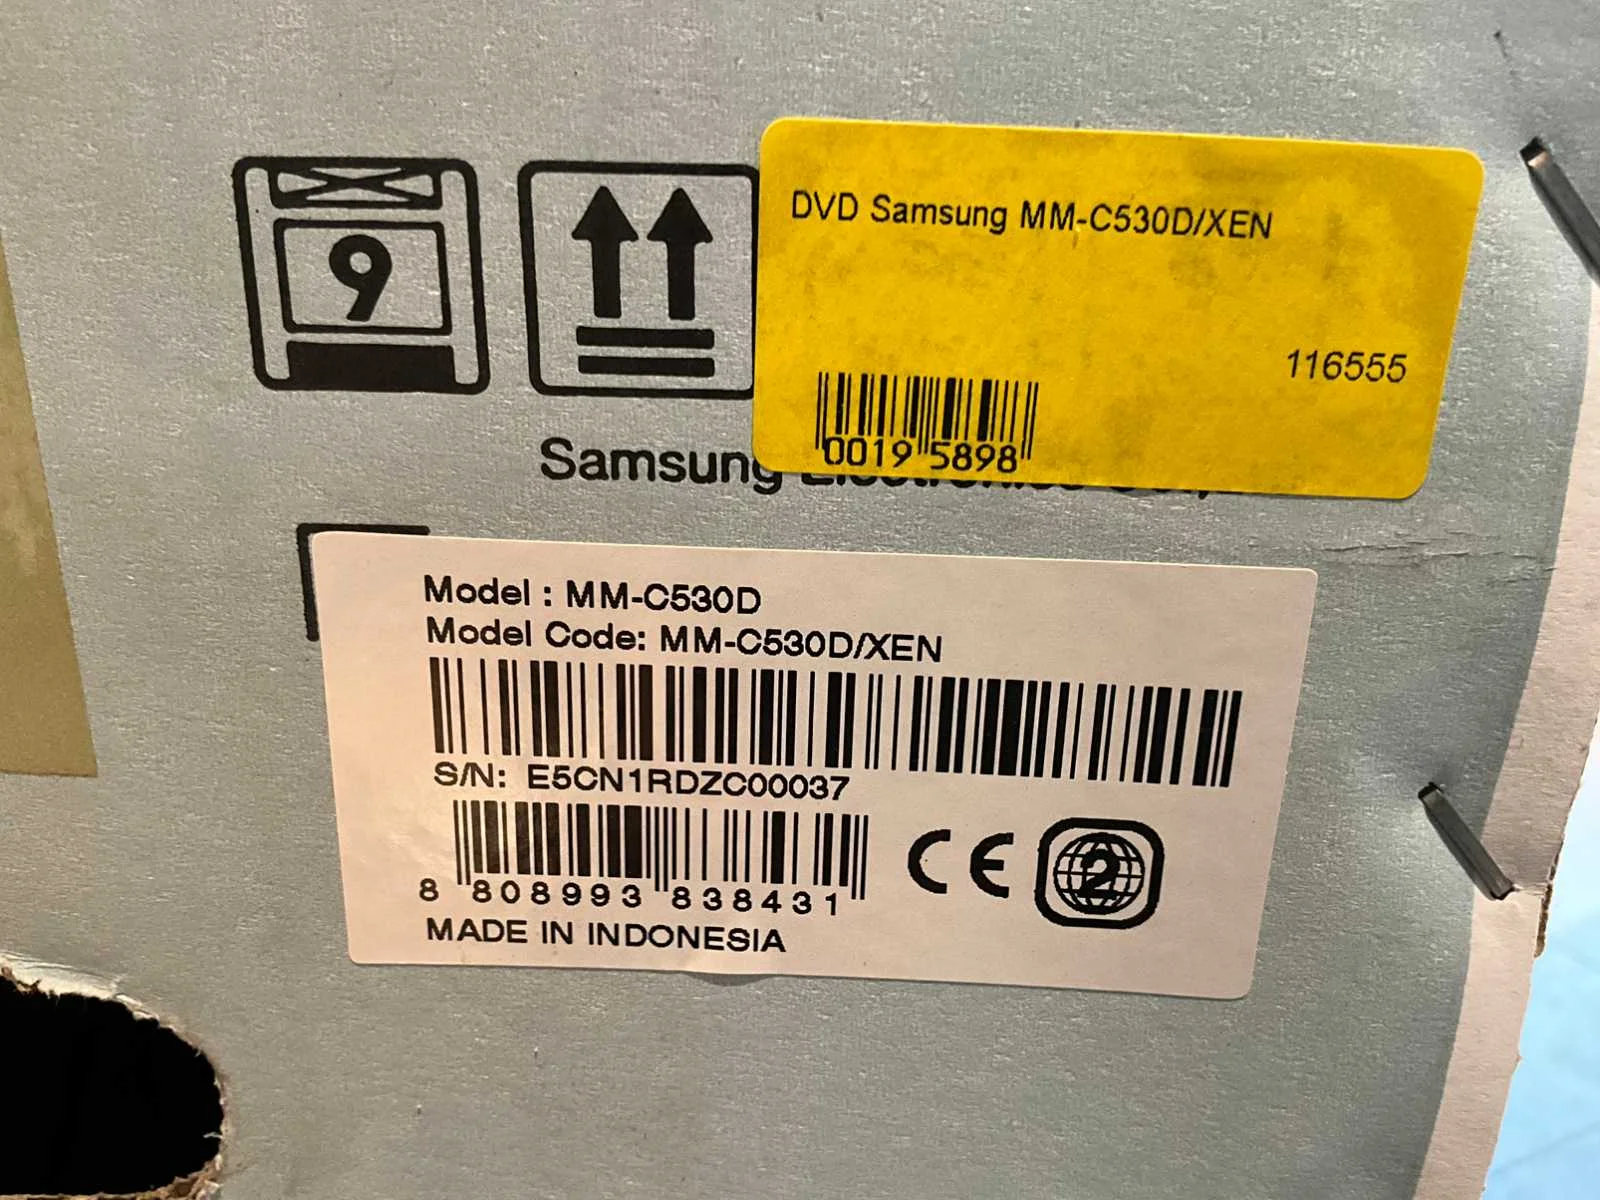 9
DVD Samsung MM-C530D/XEN
116555
0019 5898
Samsung
Model : MM-C530D
Model Code: MM-C530D/XEN
S/N: E5CN1RDZC00037
8 808993 838431
CE 2
MADE IN INDONESIA